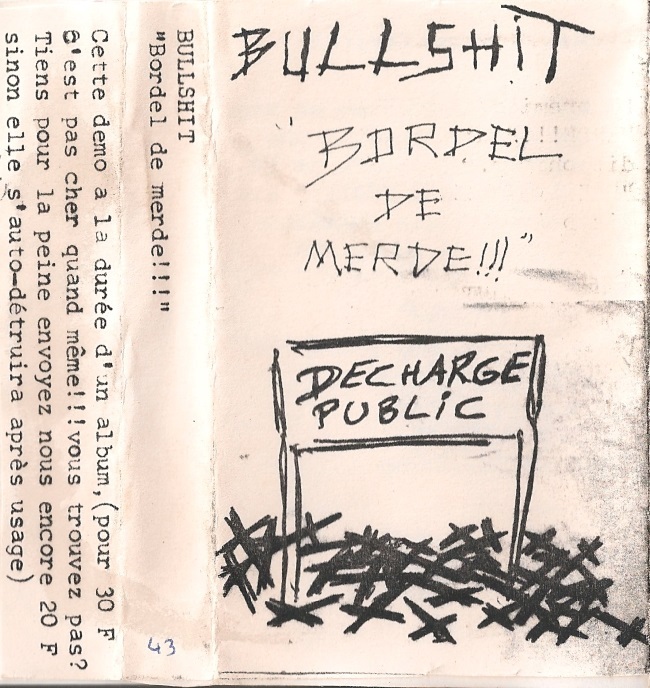 BULLSHiT
"BORDEL
DE
MERDE!!!"
DECHARGE
PUBLiC
BULLSHIT
"Bordel de merde!!!"
43
Cette demo a la durée d'un album,(pour 30 F
C'est pas cher quand même!!!vous trouvez pas?
Tiens pour la peine envoyez nous encore 20 F
sinon elle s'auto-détruira après usage)